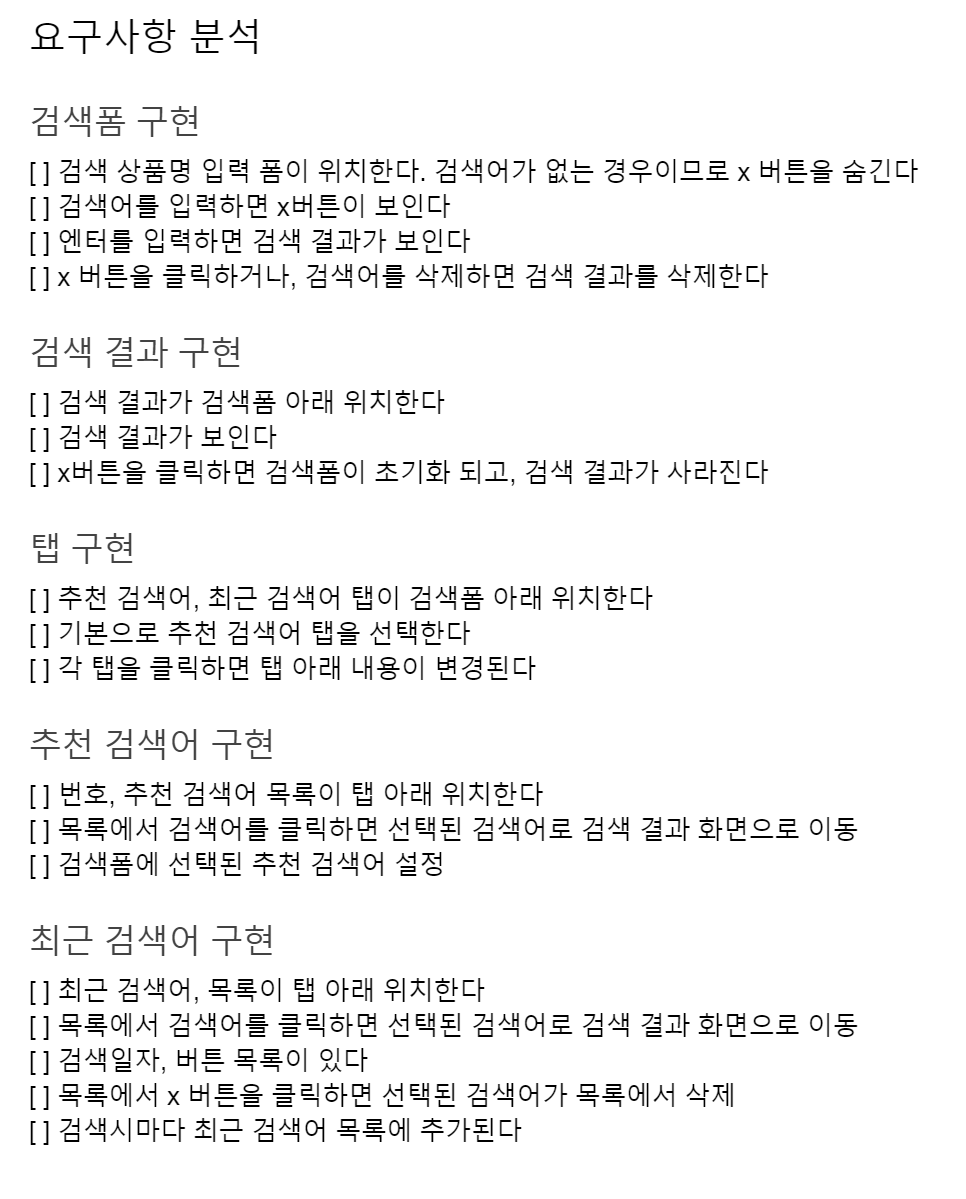 요구사항 분석
검색폼 구현
[ ] 검색 상품명 입력 폼이 위치한다. 검색어가 없는 경우이므로 x 버튼을 숨긴다
[ ] 검색어를 입력하면 x버튼이 보인다
[ ] 엔터를 입력하면 검색 결과가 보인다
[ ] x 버튼을 클릭하거나, 검색어를 삭제하면 검색 결과를 삭제한다
검색 결과 구현
[ ] 검색 결과가 검색폼 아래 위치한다
[ ] 검색 결과가 보인다
[ ] x버튼을 클릭하면 검색폼이 초기화 되고, 검색 결과가 사라진다
탭 구현
[ ] 추천 검색어, 최근 검색어 탭이 검색폼 아래 위치한다
[ ] 기본으로 추천 검색어 탭을 선택한다
[ ] 각 탭을 클릭하면 탭 아래 내용이 변경된다
추천 검색어 구현
[ ] 번호, 추천 검색어 목록이 탭 아래 위치한다
[ ] 목록에서 검색어를 클릭하면 선택된 검색어로 검색 결과 화면으로 이동
[ ] 검색폼에 선택된 추천 검색어 설정
최근 검색어 구현
[ ] 최근 검색어, 목록이 탭 아래 위치한다
[ ] 목록에서 검색어를 클릭하면 선택된 검색어로 검색 결과 화면으로 이동
[ ] 검색일자, 버튼 목록이 있다
[ ] 목록에서 x 버튼을 클릭하면 선택된 검색어가 목록에서 삭제
[ ] 검색시마다 최근 검색어 목록에 추가된다